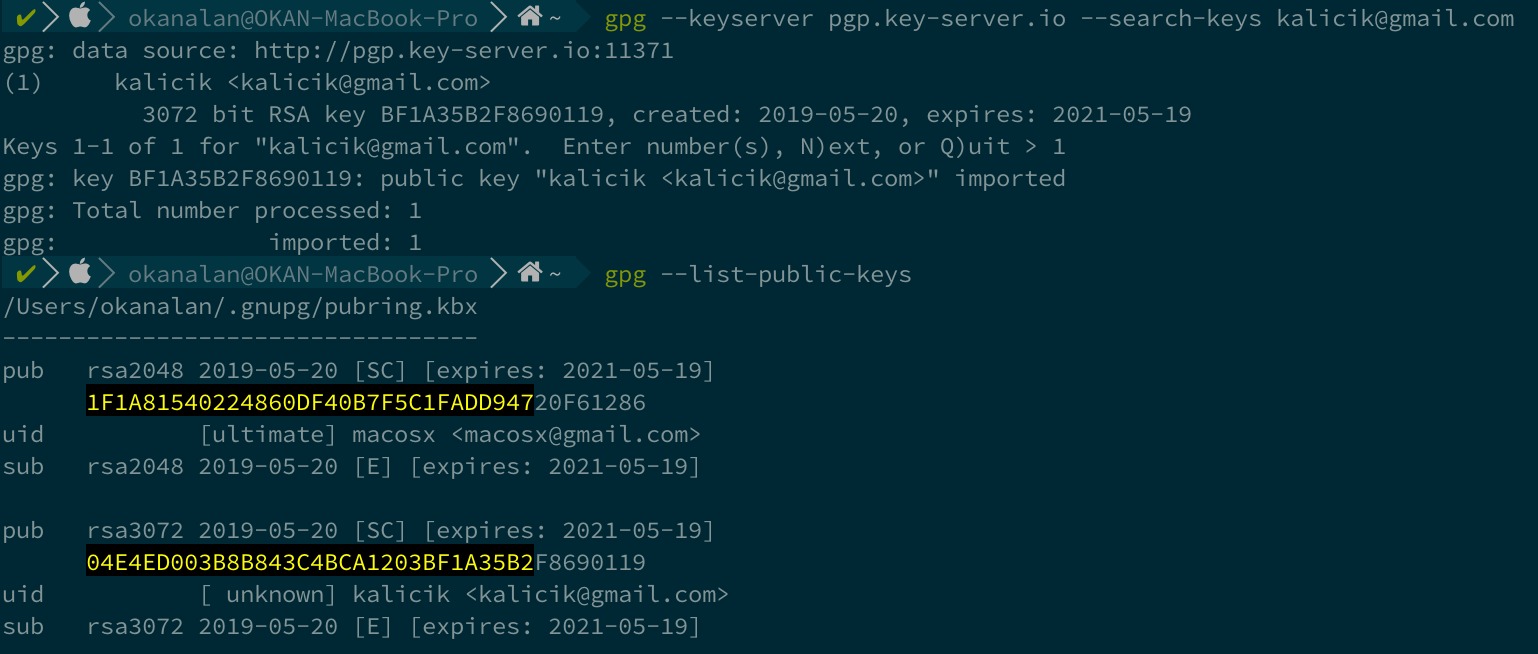 ✔ okanalan@OKAN-MacBook-Pro ~ gpg --keyserver pgp.key-server.io --search-keys kalicik@gmail.com
gpg: data source: http://pgp.key-server.io:11371
(1) kalicik <kalicik@gmail.com>
3072 bit RSA key BF1A35B2F8690119, created: 2019-05-20, expires: 2021-05-19
Keys 1-1 of 1 for "kalicik@gmail.com". Enter number(s), N)ext, or Q)uit > 1
gpg: key BF1A35B2F8690119: public key "kalicik <kalicik@gmail.com>" imported
gpg: Total number processed: 1
gpg: imported: 1
✔ okanalan@OKAN-MacBook-Pro ~ gpg --list-public-keys
/Users/okanalan/.gnupg/pubring.kbx
----------------------------------
pub rsa2048 2019-05-20 [SC] [expires: 2021-05-19]
1F1A81540224860DF40B7F5C1FADD94720F61286
uid [ultimate] macosx <macosx@gmail.com>
sub rsa2048 2019-05-20 [E] [expires: 2021-05-19]
pub rsa3072 2019-05-20 [SC] [expires: 2021-05-19]
04E4ED003B8B843C4BCA1203BF1A35B2F8690119
uid [ unknown] kalicik <kalicik@gmail.com>
sub rsa3072 2019-05-20 [E] [expires: 2021-05-19]